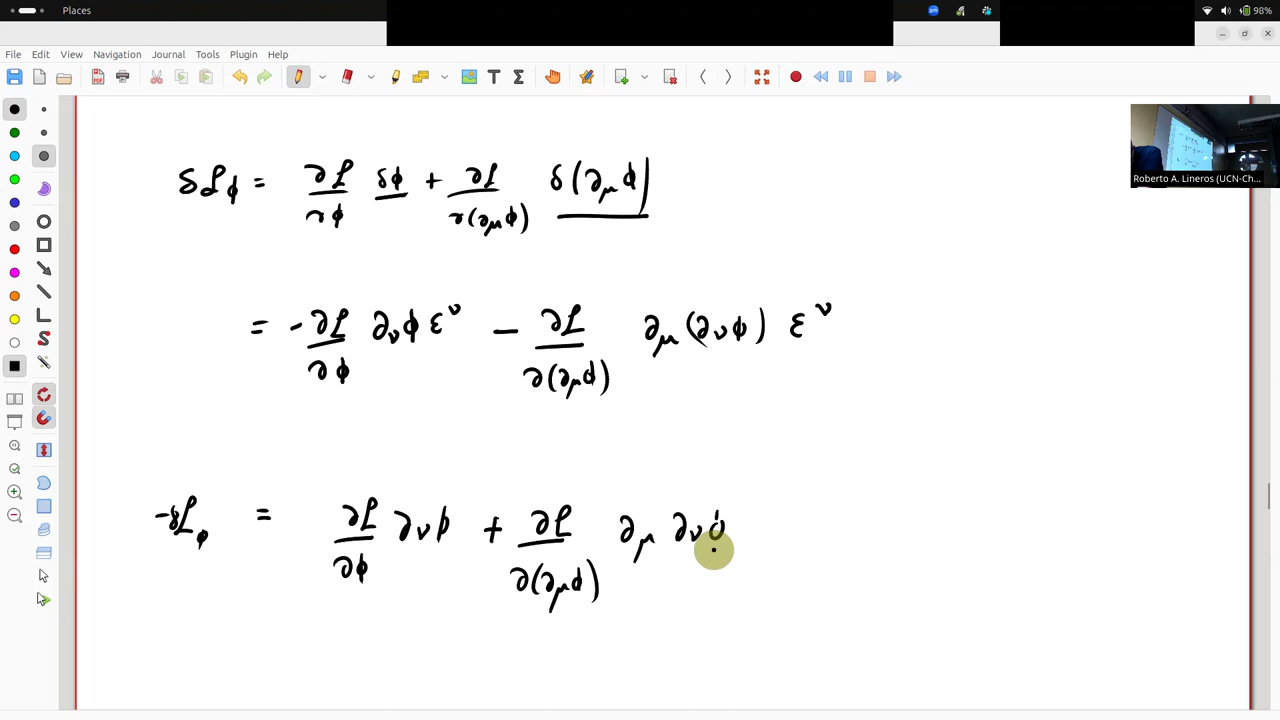 Places
98%
File Edit View Navigation Journal Tools Plugin Help
Roberto A. Lineros (UCN-Ch...
δℒ_ϕ = ∂ℒ/∂ϕ δϕ + ∂ℒ/∂(∂_μϕ) δ(∂_μϕ)
= - ∂ℒ/∂ϕ ∂_νϕ ε^ν - ∂ℒ/∂(∂_μϕ) ∂_μ(∂_νϕ) ε^ν
-δℒ_ϕ = ∂ℒ/∂ϕ ∂_νϕ + ∂ℒ/∂(∂_μϕ) ∂_μ ∂_νϕ